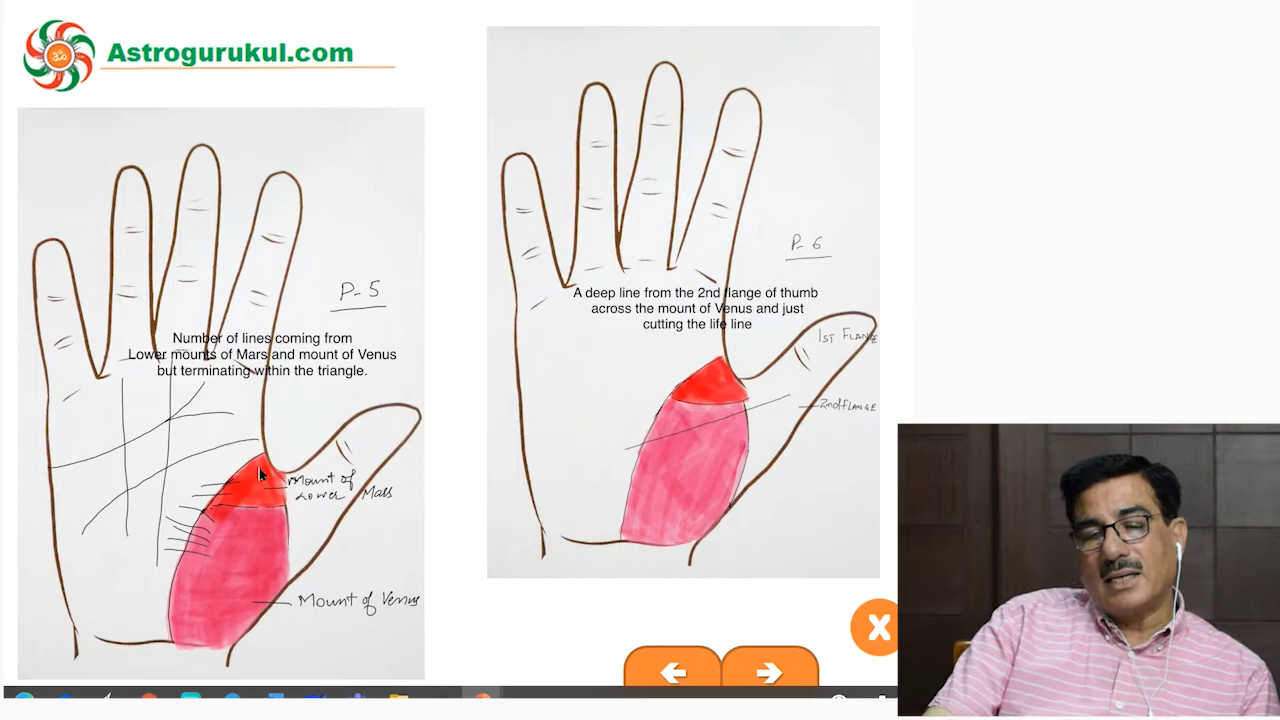 ॐ
Astrogurukul.com
P-5
Number of lines coming from
Lower mounts of Mars and mount of Venus
but terminating within the triangle.
Mount of
Lower Mars
Mount of Venus
P-6
A deep line from the 2nd flange of thumb
across the mount of Venus and just
cutting the life line
1ST FLANGE
2nd FLANGE
X